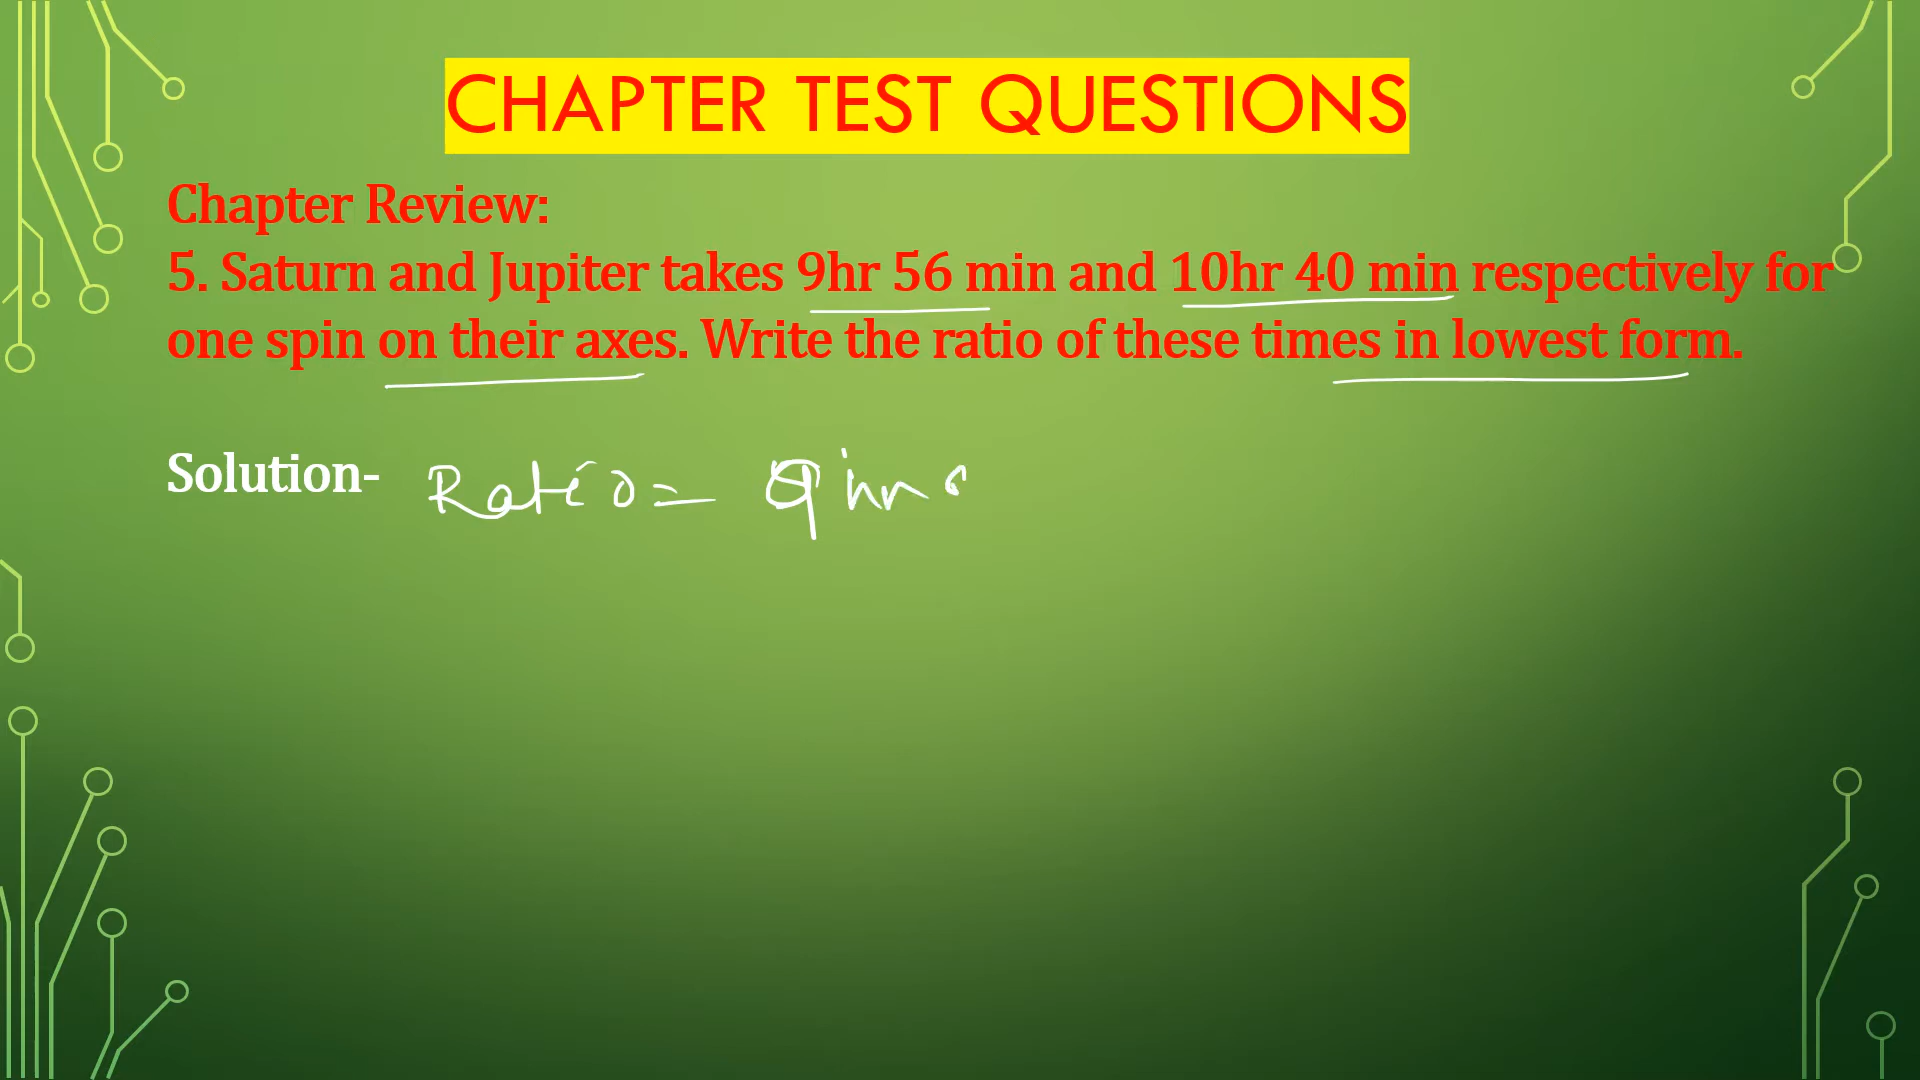 CHAPTER TEST QUESTIONS
Chapter Review:
5. Saturn and Jupiter takes 9hr 56 min and 10hr 40 min respectively for
one spin on their axes. Write the ratio of these times in lowest form.
Solution- Ratio = 9